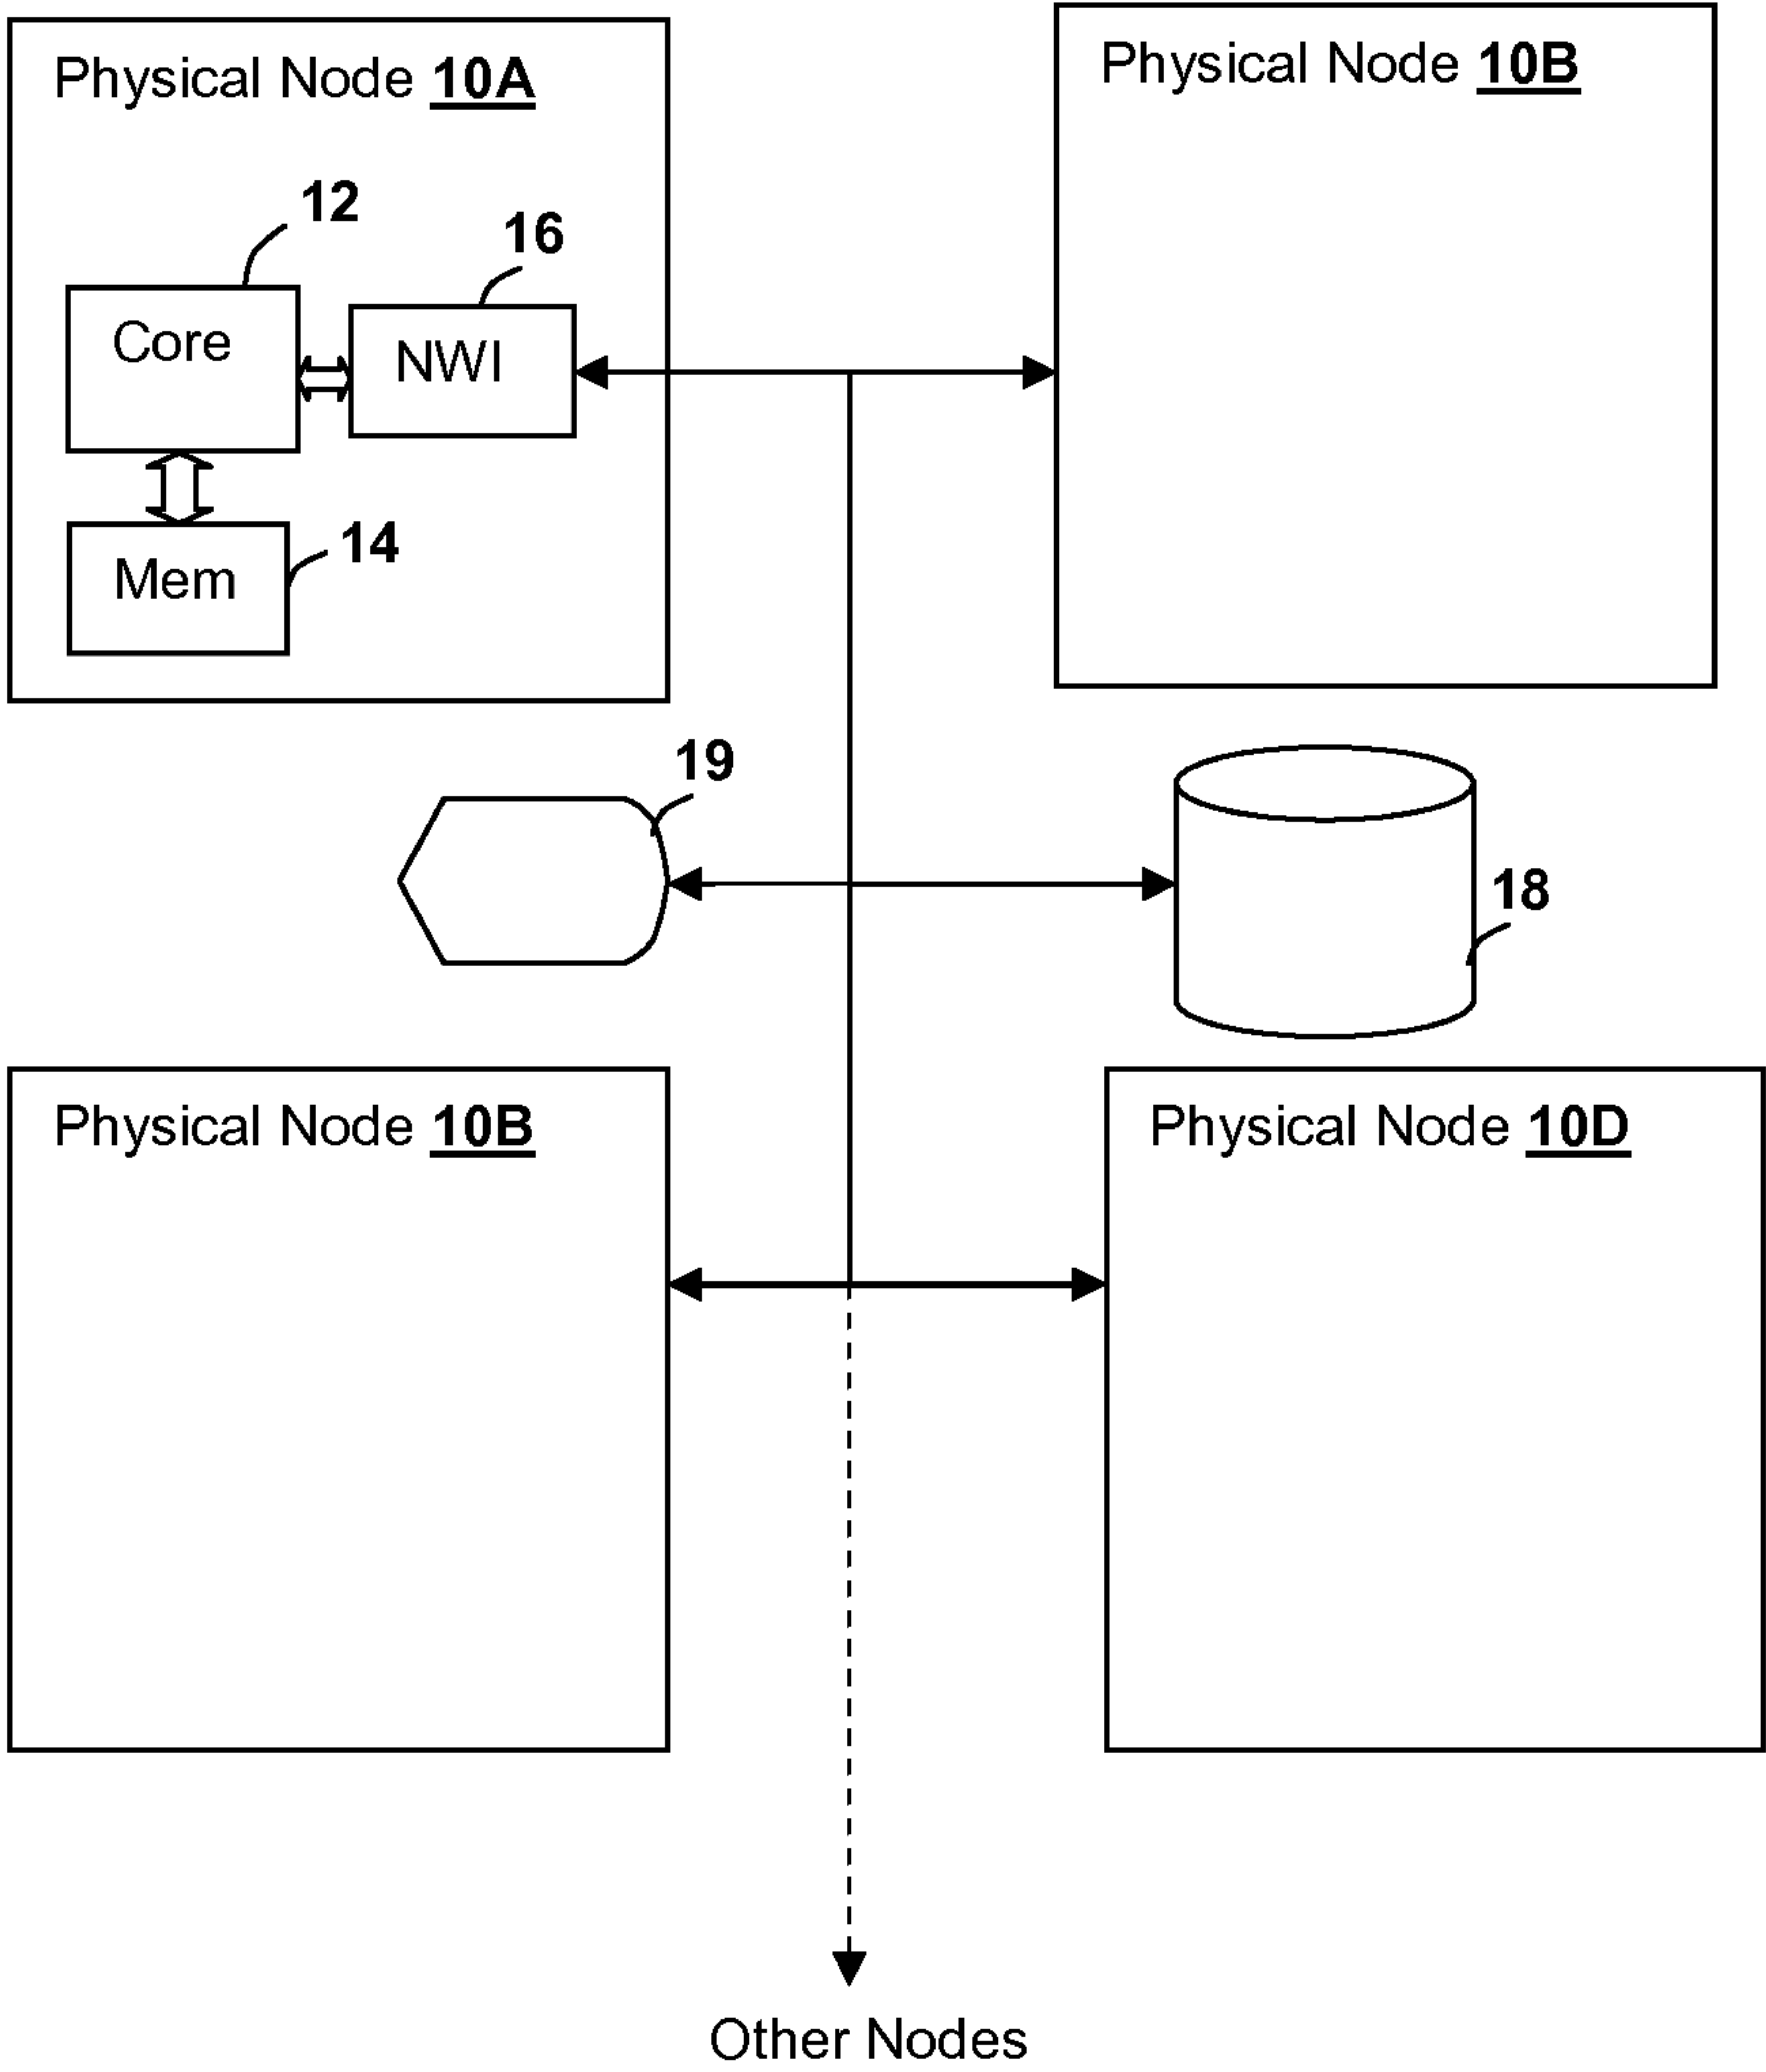 Physical Node 10A
Physical Node 10B
12
16
Core
NWI
14
Mem
19
18
Physical Node 10B
Physical Node 10D
Other Nodes